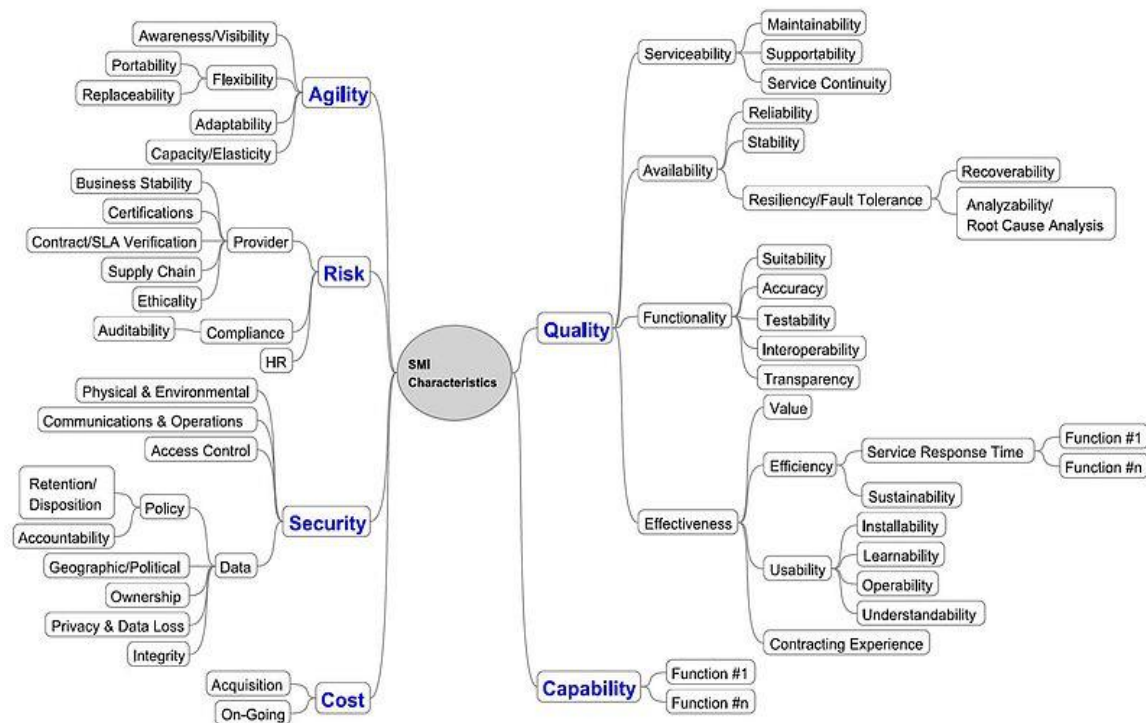 Awareness/Visibility
Portability
Flexibility
Replaceability
Agility
Adaptability
Capacity/Elasticity
Business Stability
Certifications
Contract/SLA Verification
Provider
Supply Chain
Ethicality
Risk
Auditability
Compliance
HR
SMI
Characteristics
Physical & Environmental
Communications & Operations
Access Control
Retention/
Disposition
Policy
Accountability
Security
Geographic/Political
Data
Ownership
Privacy & Data Loss
Integrity
Acquisition
On-Going
Cost
Quality
Serviceability
Maintainability
Supportability
Service Continuity
Availability
Reliability
Stability
Resiliency/Fault Tolerance
Recoverability
Analyzability/
Root Cause Analysis
Functionality
Suitability
Accuracy
Testability
Interoperability
Transparency
Effectiveness
Value
Efficiency
Service Response Time
Function #1
Function #n
Sustainability
Usability
Installability
Learnability
Operability
Understandability
Contracting Experience
Capability
Function #1
Function #n